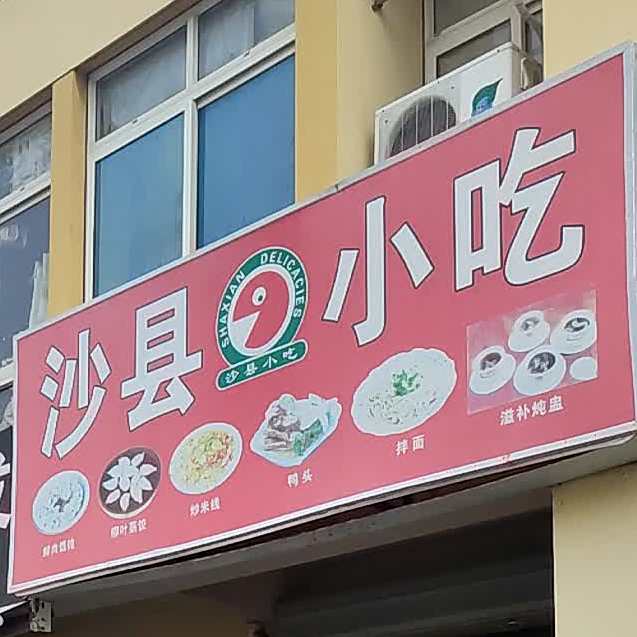 沙县
SHAXIAN DELICACIES
沙县小吃
小吃
鲜肉馄饨
柳叶蒸饺
炒米线
鸭头
拌面
滋补炖盅